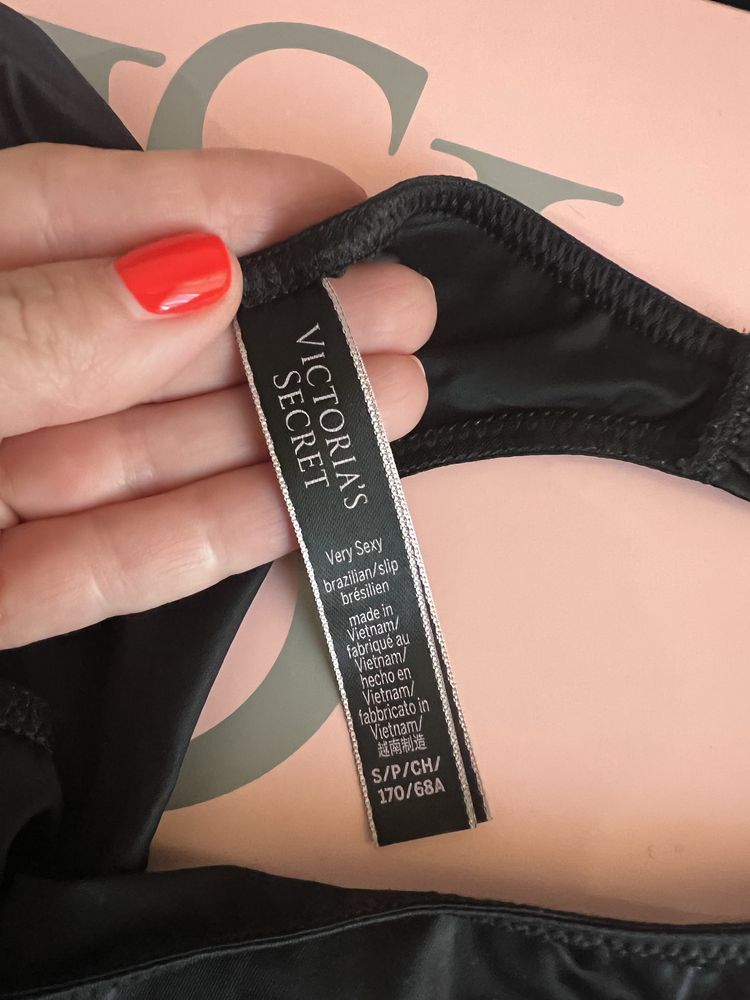 VICTORIA'S
SECRET
Very Sexy
brazilian/slip
brésilien
made in
Vietnam/
fabriqué au
Vietnam/
hecho en
Vietnam/
fabbricato in
Vietnam/
越南制造
S/P/CH/
170/68A